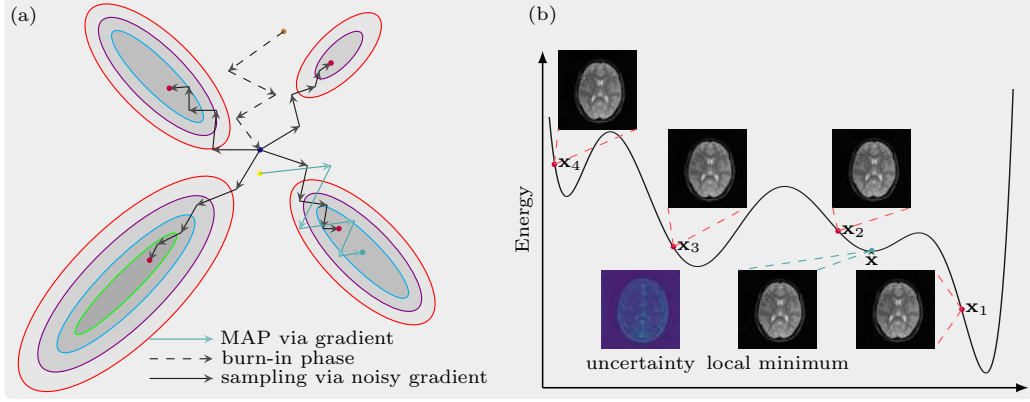 (a)
MAP via gradient
burn-in phase
sampling via noisy gradient
(b)
Energy
x4
x3
x2
x
x1
uncertainty
local minimum